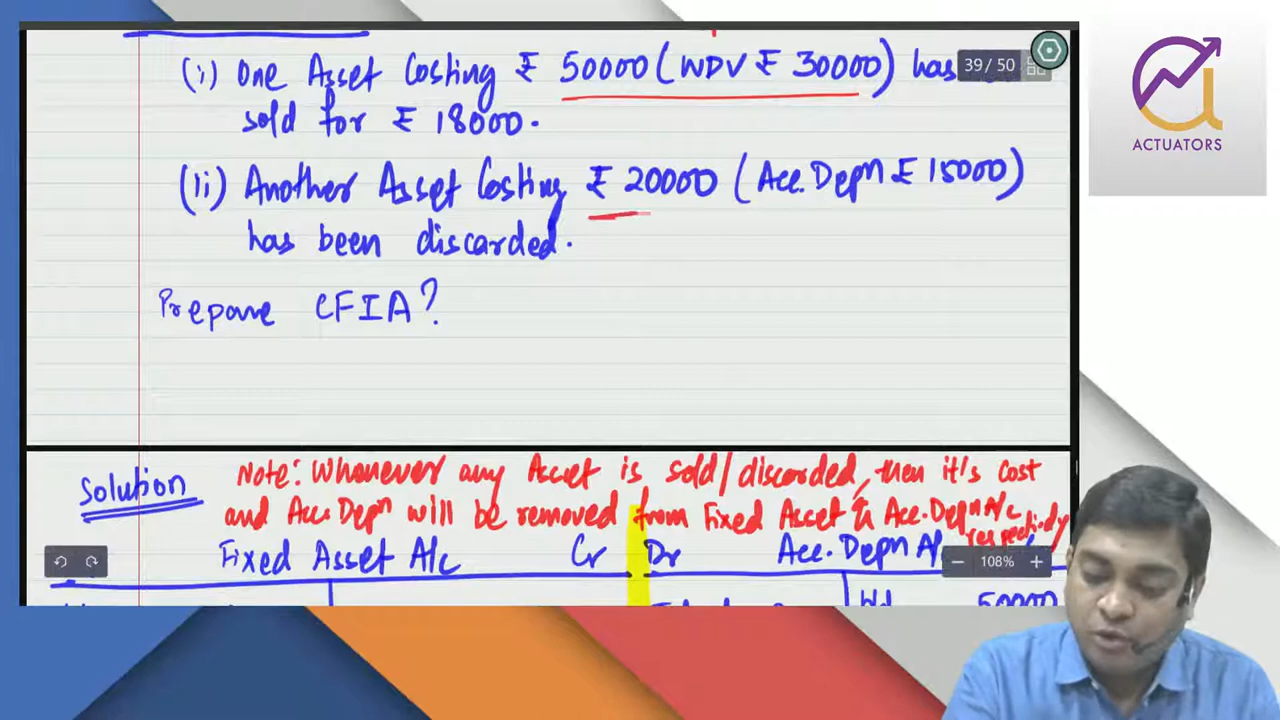 (i) One Asset Costing ₹ 50000 (WDV ₹ 30000) has
sold for ₹ 18000.
(ii) Another Asset Costing ₹ 20000 (Acc. Depn ₹ 15000)
has been discarded.
Prepare CFIA?
39 / 50
ACTUATORS
Solution
Note: Whenever any Asset is sold/discarded, then it's cost
and Acc. Depn will be removed from Fixed Asset & Acc. Depn A/c
respectively
Fixed Asset A/c Cr Dr Acc. Depn A/c
108%
50000